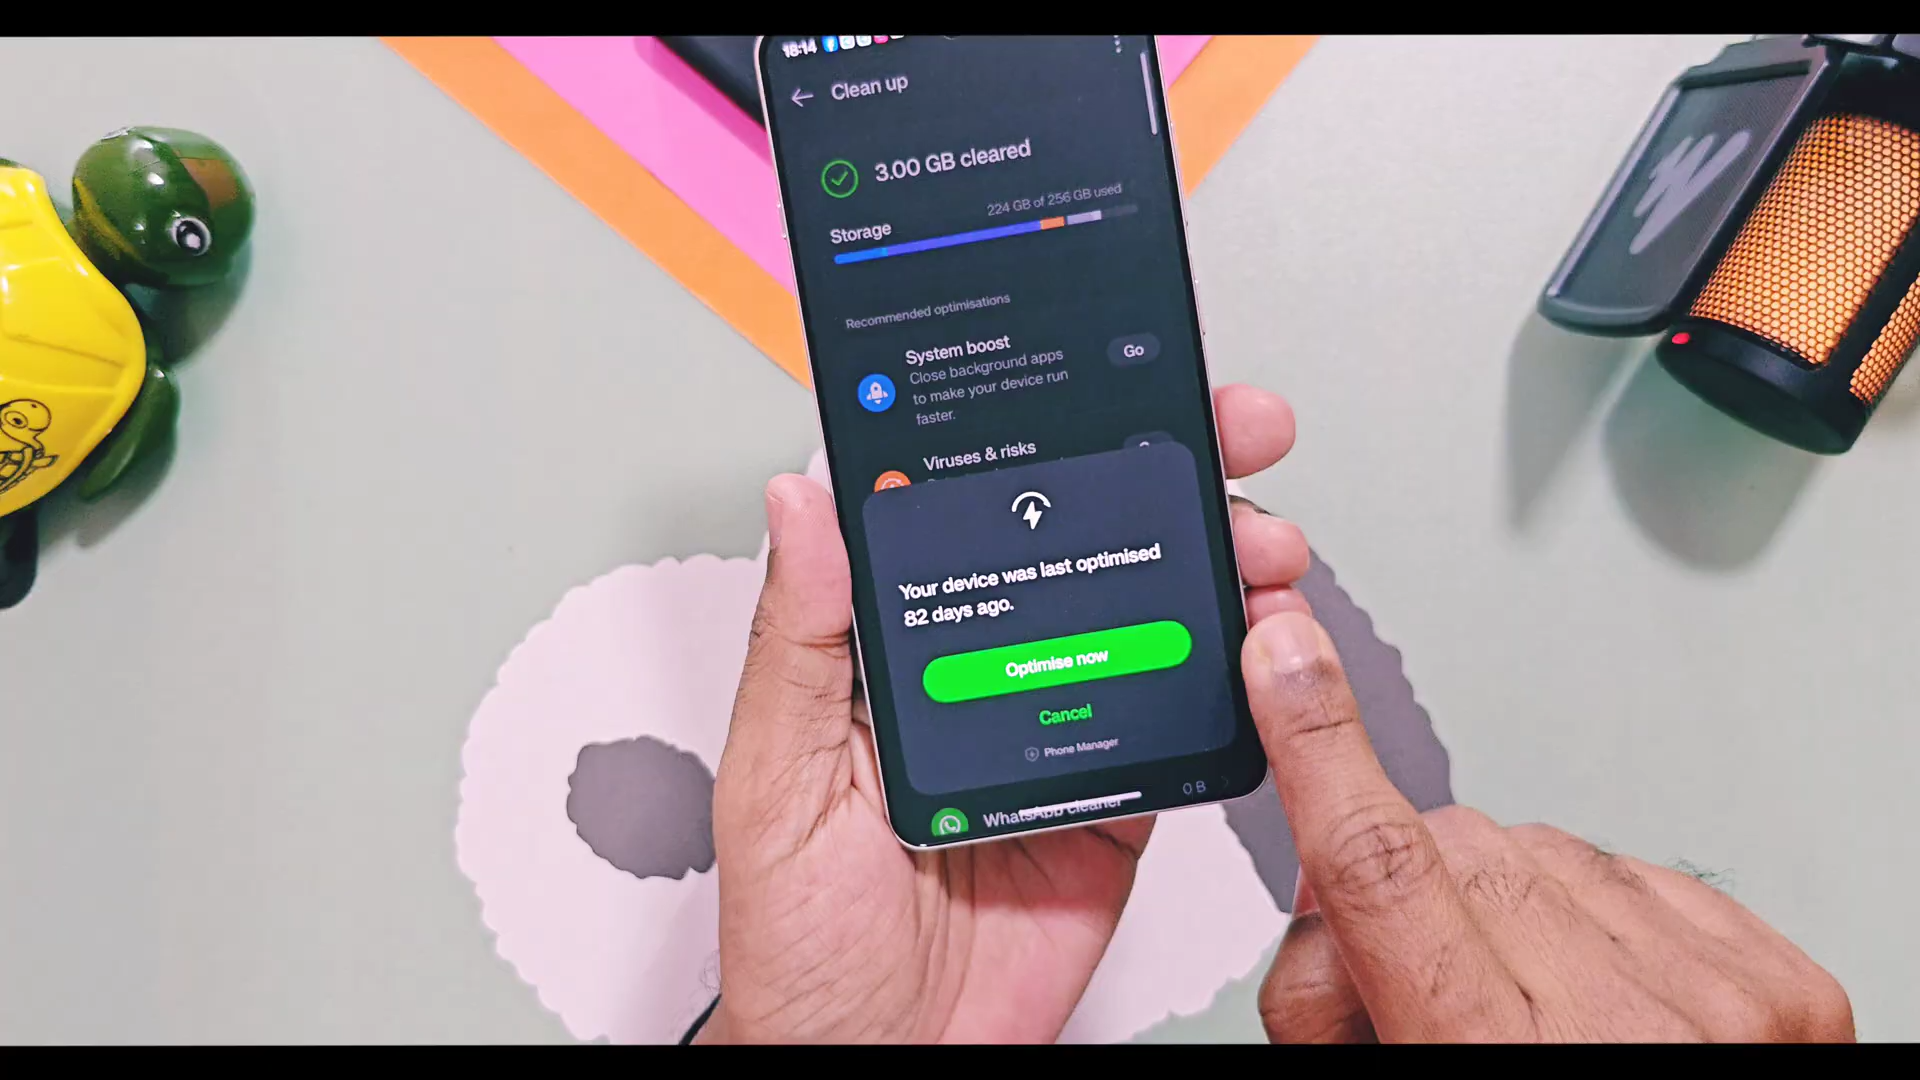 18:14
Clean up
3.00 GB cleared
224 GB of 256 GB used
Storage
Recommended optimisations
System boost
Close background apps
to make your device run
faster.
Go
Viruses & risks
Your device was last optimised
82 days ago.
Optimise now
Cancel
Phone Manager
WhatsApp cleaner
0 B